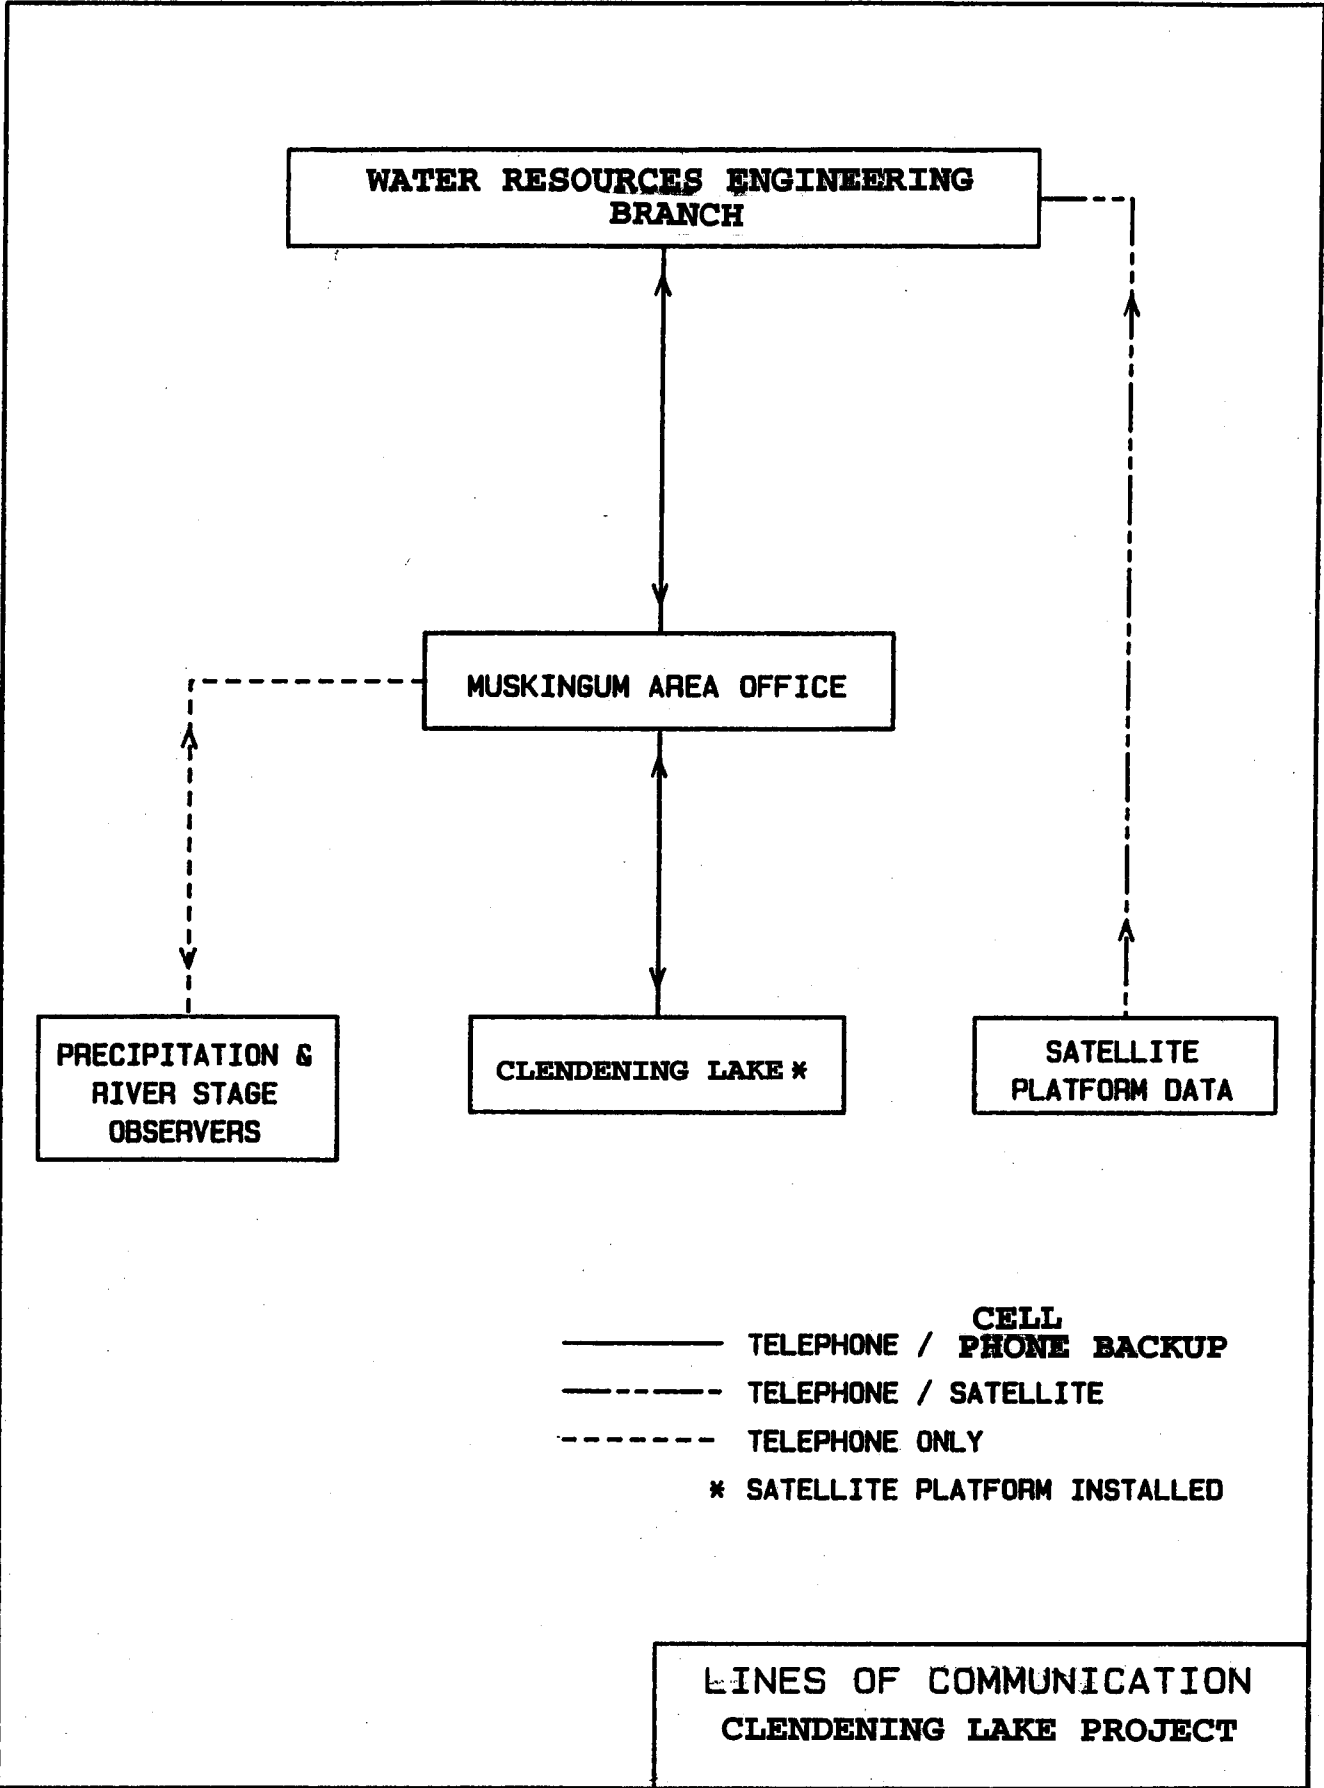 WATER RESOURCES ENGINEERING
BRANCH
MUSKINGUM AREA OFFICE
PRECIPITATION &
RIVER STAGE
OBSERVERS
CLENDENING LAKE *
SATELLITE
PLATFORM DATA
CELL
TELEPHONE / PHONE BACKUP
TELEPHONE / SATELLITE
TELEPHONE ONLY
* SATELLITE PLATFORM INSTALLED
LINES OF COMMUNICATION
CLENDENING LAKE PROJECT